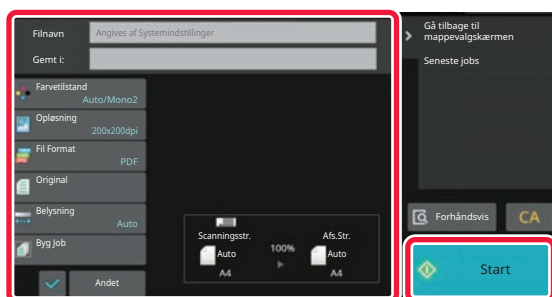 Filnavn
Angives af Systemindstillinger
Gemt i:
Farvetilstand
Auto/Mono2
Opløsning
200x200dpi
Fil Format
PDF
Original
Belysning
Auto
Byg Job
Andet
Scanningsstr.
Auto
A4
100%
Afs.Str.
Auto
A4
Gå tilbage til
mappevalgskærmen
Seneste jobs
Forhåndsvis
CA
Start